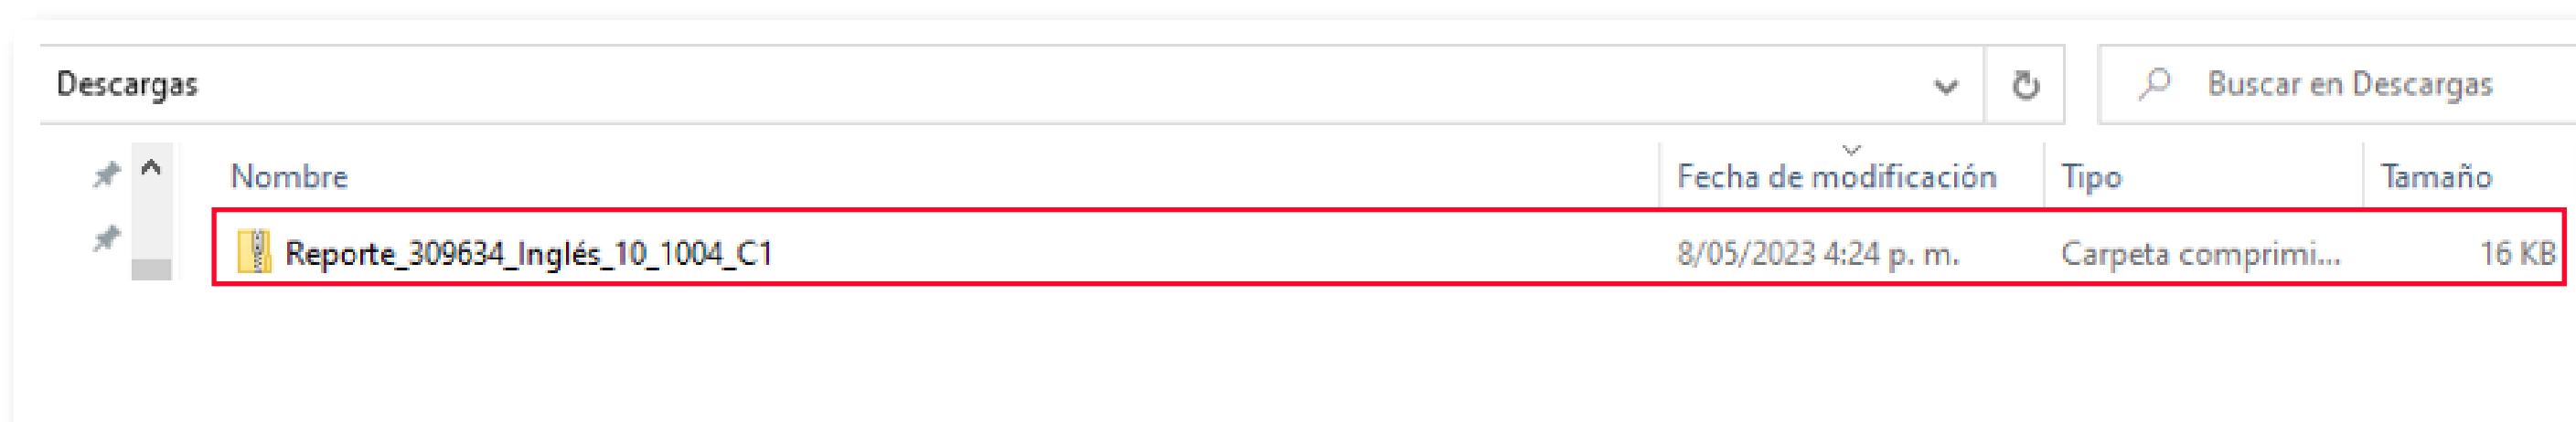 Descargas
Buscar en Descargas
Nombre Fecha de modificación Tipo Tamaño
Reporte_309634_Inglés_10_1004_C1 8/05/2023 4:24 p. m. Carpeta comprimi... 16 KB